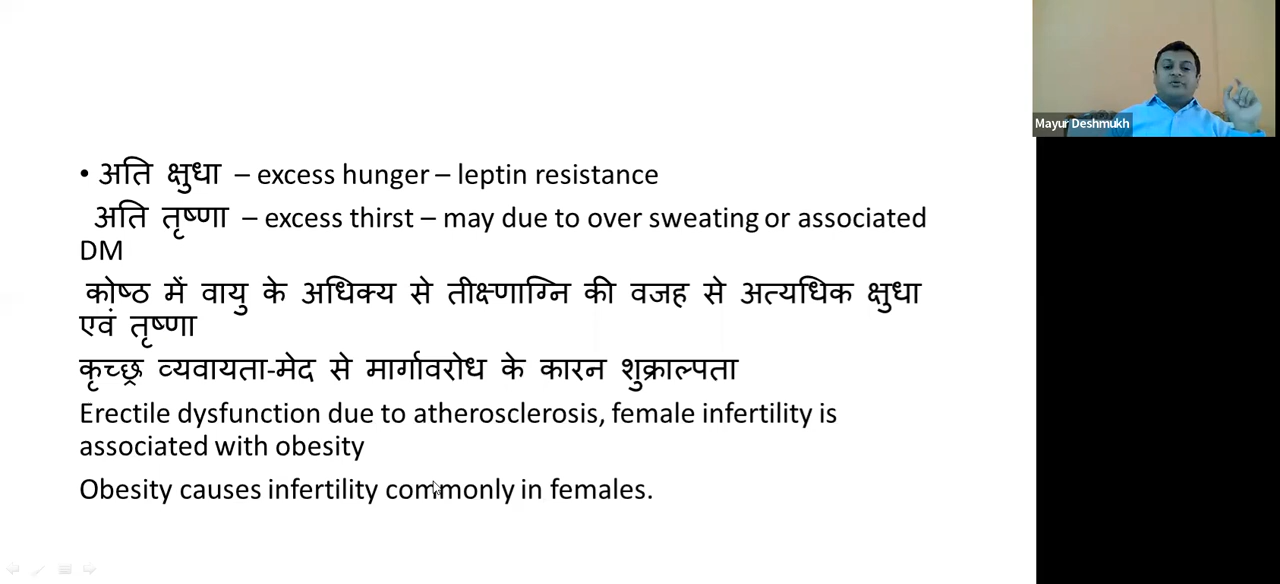 • अति क्षुधा – excess hunger – leptin resistance
अति तृष्णा – excess thirst – may due to over sweating or associated
DM
कोष्ठ में वायु के अधिक्य से तीक्ष्णाग्नि की वजह से अत्यधिक क्षुधा
एवं तृष्णा
कृच्छ्र व्यवायता-मेद से मार्गावरोध के कारन शुक्राल्पता
Erectile dysfunction due to atherosclerosis, female infertility is
associated with obesity
Obesity causes infertility commonly in females.
Mayur Deshmukh